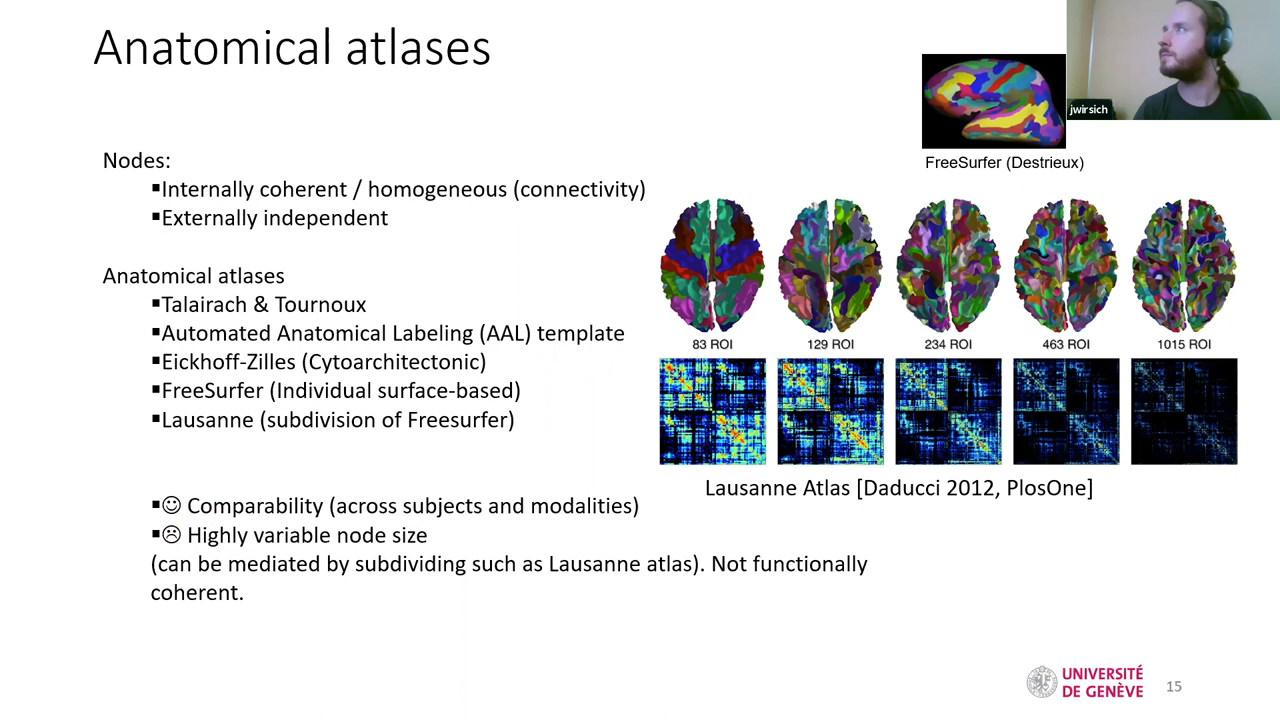 Anatomical atlases
jwirsich
FreeSurfer (Destrieux)
Nodes:
▪Internally coherent / homogeneous (connectivity)
▪Externally independent
Anatomical atlases
▪Talairach & Tournoux
▪Automated Anatomical Labeling (AAL) template
▪Eickhoff-Zilles (Cytoarchitectonic)
▪FreeSurfer (Individual surface-based)
▪Lausanne (subdivision of Freesurfer)
▪☺ Comparability (across subjects and modalities)
▪☹ Highly variable node size
(can be mediated by subdividing such as Lausanne atlas). Not functionally
coherent.
83 ROI 129 ROI 234 ROI 463 ROI 1015 ROI
Lausanne Atlas [Daducci 2012, PlosOne]
UNIVERSITÉ
DE GENÈVE
15